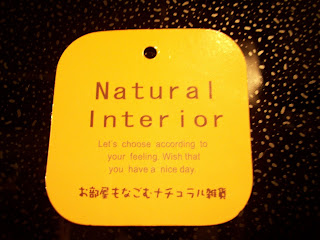 Natural
Interior
Let's choose according to
your feeling. Wish that
you have a nice day.
お部屋もなごむナチュラル雑貨